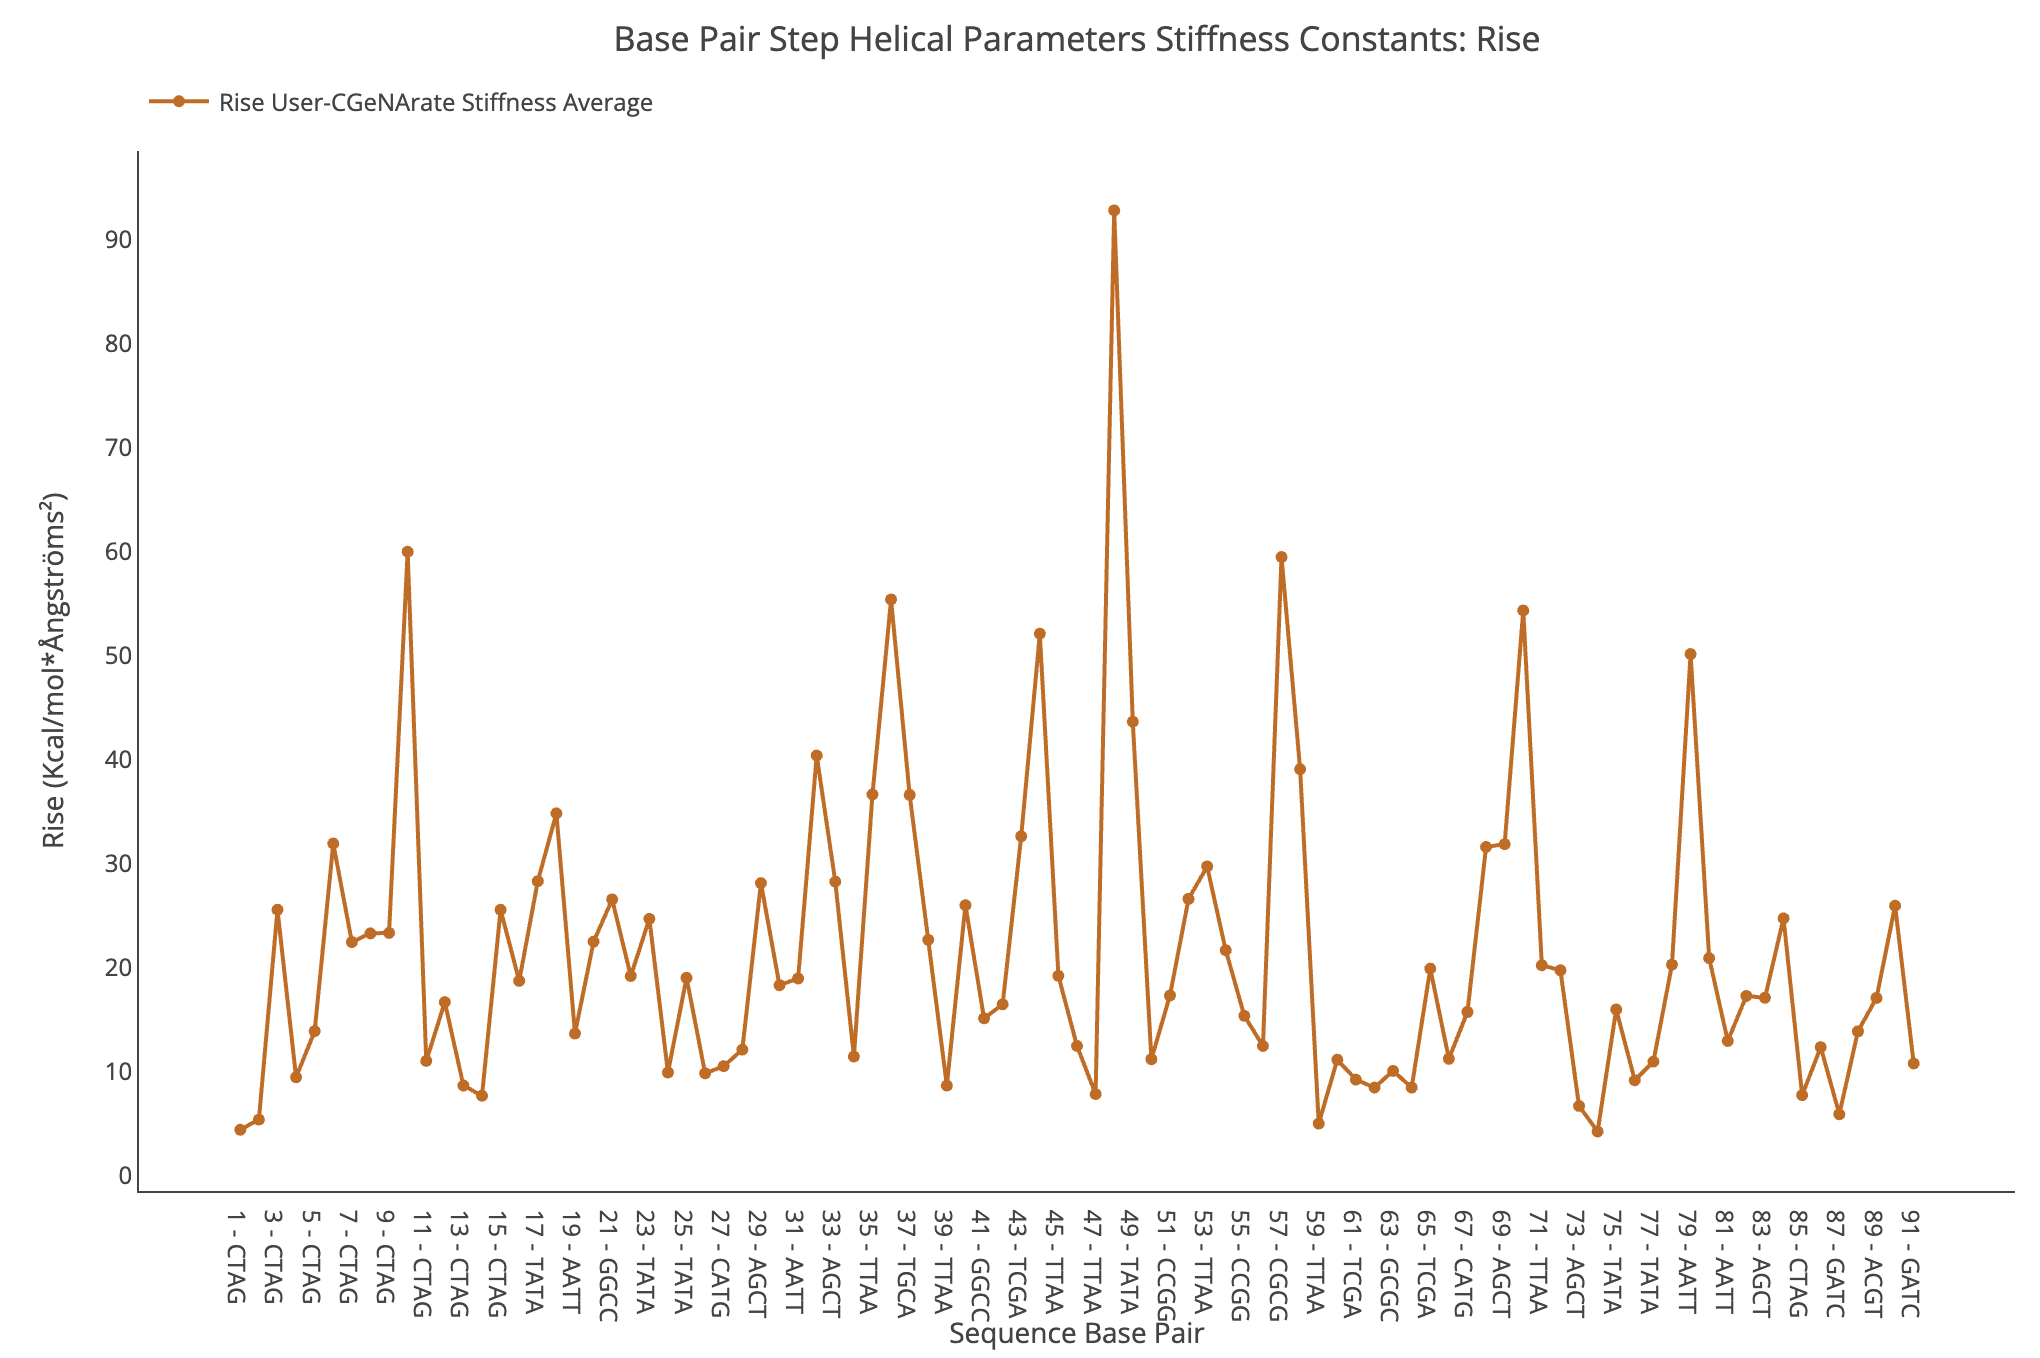 Base Pair Step Helical Parameters Stiffness Constants: Rise
Rise User-CGeNArate Stiffness Average
Rise (Kcal/mol*Ångströms²)
90
80
70
60
50
40
30
20
10
0
1 - CTAG
3 - CTAG
5 - CTAG
7 - CTAG
9 - CTAG
11 - CTAG
13 - CTAG
15 - CTAG
17 - TATA
19 - AATT
21 - GGCC
23 - TATA
25 - TATA
27 - CATG
29 - AGCT
31 - AATT
33 - AGCT
35 - TTAA
37 - TGCA
39 - TTAA
41 - GGCC
43 - TCGA
45 - TTAA
47 - TTAA
49 - TATA
51 - CCGG
53 - TTAA
55 - CCGG
57 - CGCG
59 - TTAA
61 - TCGA
63 - GCGC
65 - TCGA
67 - CATG
69 - AGCT
71 - TTAA
73 - AGCT
75 - TATA
77 - TATA
79 - AATT
81 - AATT
83 - AGCT
85 - CTAG
87 - GATC
89 - ACGT
91 - GATC
Sequence Base Pair